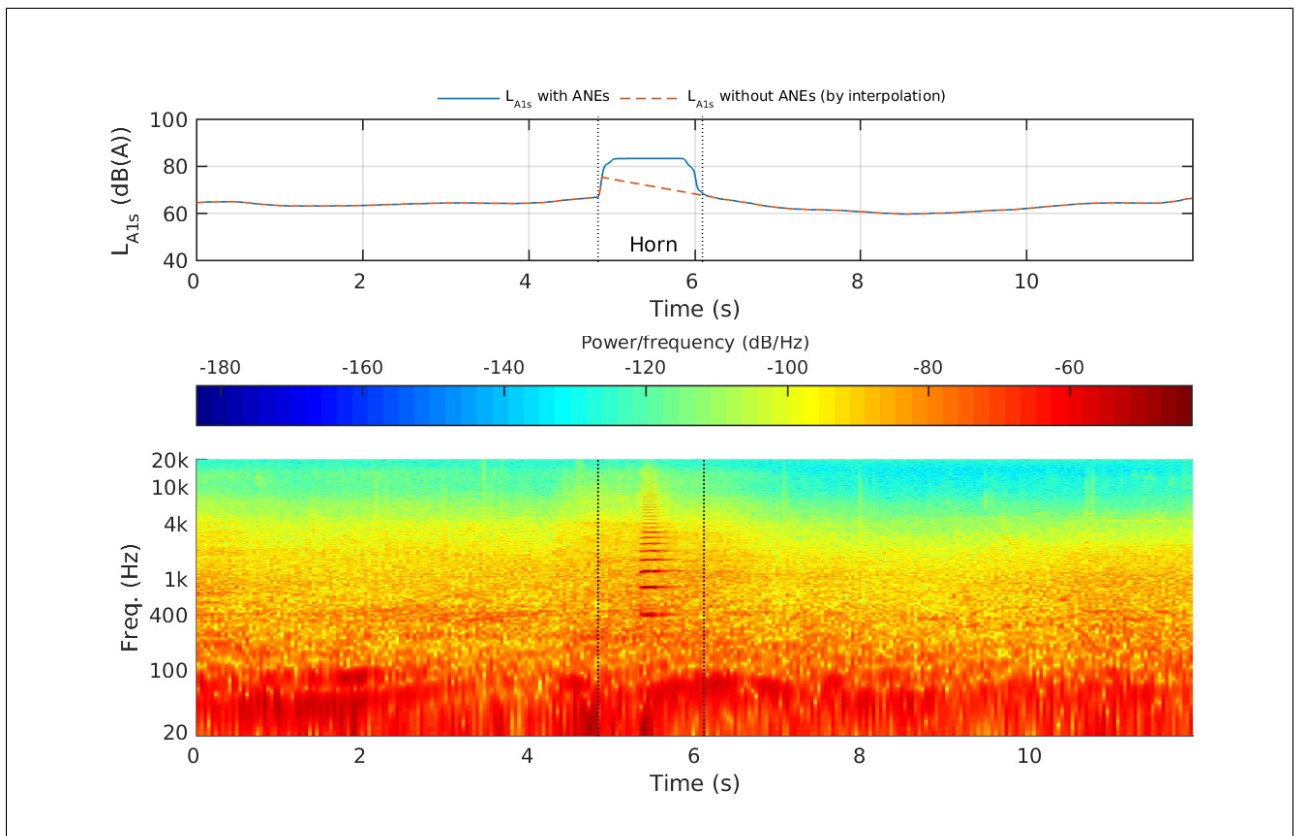 L_A1s with ANEs L_A1s without ANEs (by interpolation)
L_A1s (dB(A))
100
80
60
40
Horn
0 2 4 6 8 10
Time (s)
Power/frequency (dB/Hz)
-180 -160 -140 -120 -100 -80 -60
Freq. (Hz)
20k
10k
4k
1k
400
100
20
0 2 4 6 8 10
Time (s)